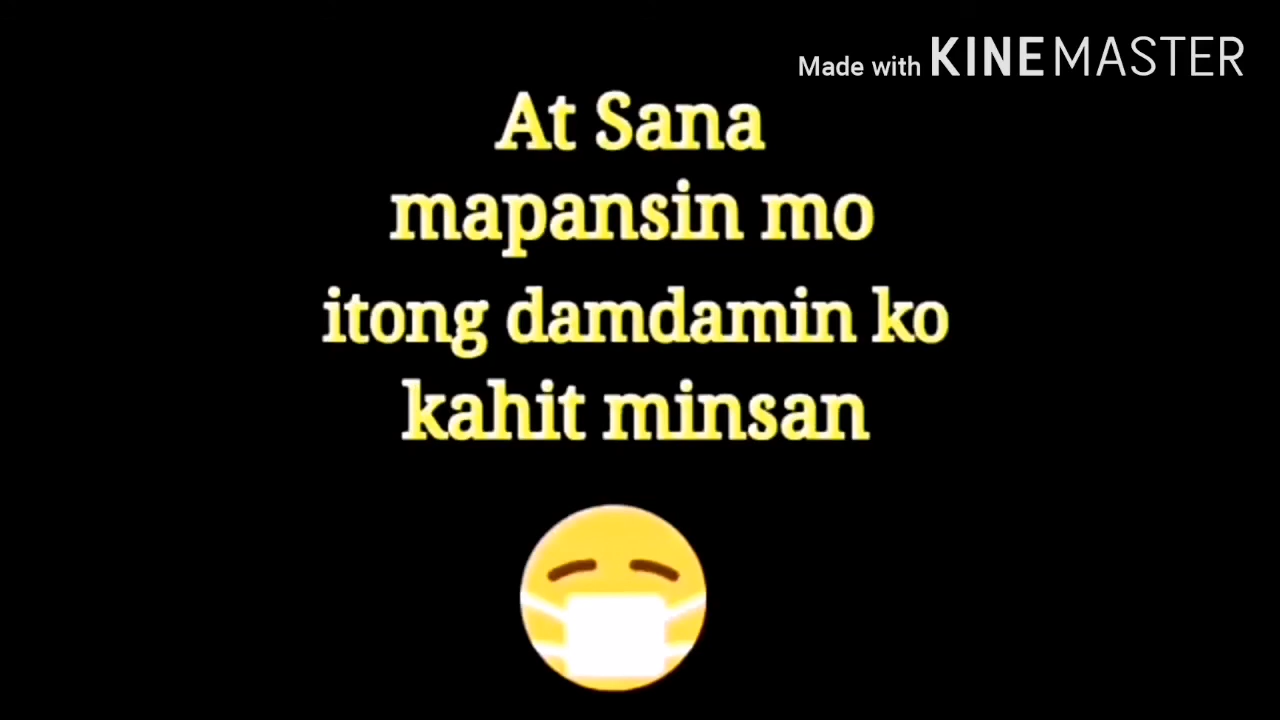 Made with KINEMASTER
At Sana
mapansin mo
itong damdamin ko
kahit minsan